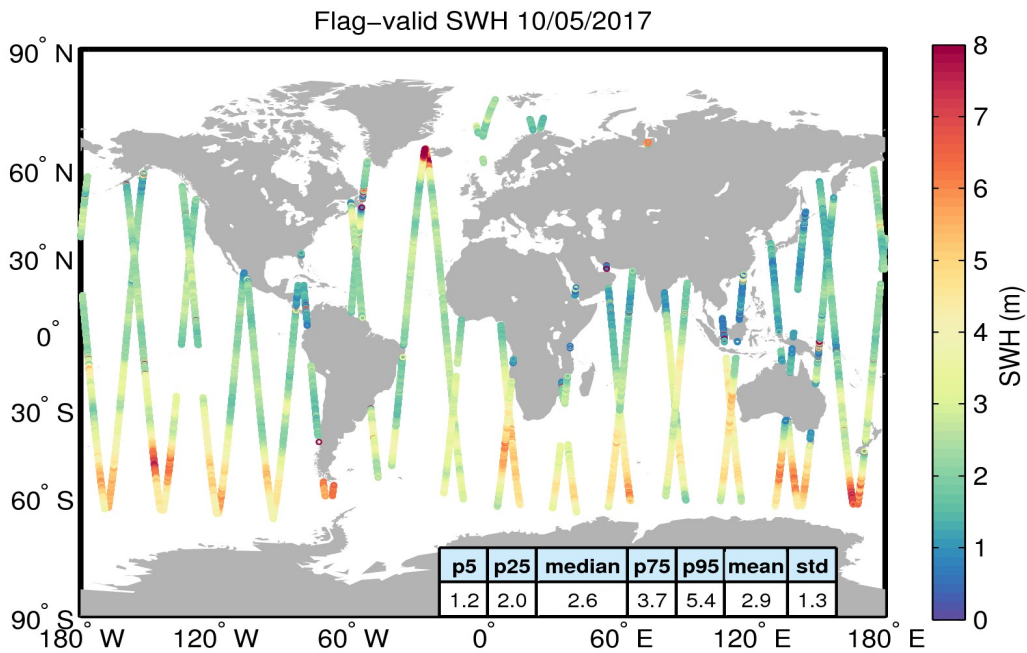 Flag−valid SWH 10/05/2017
90° N
60° N
30° N
0°
30° S
60° S
90° S
180° W
120° W
60° W
0°
60° E
120° E
180° E
p5 p25 median p75 p95 mean std
1.2 2.0 2.6 3.7 5.4 2.9 1.3
8
7
6
5
4
3
2
1
0
SWH (m)